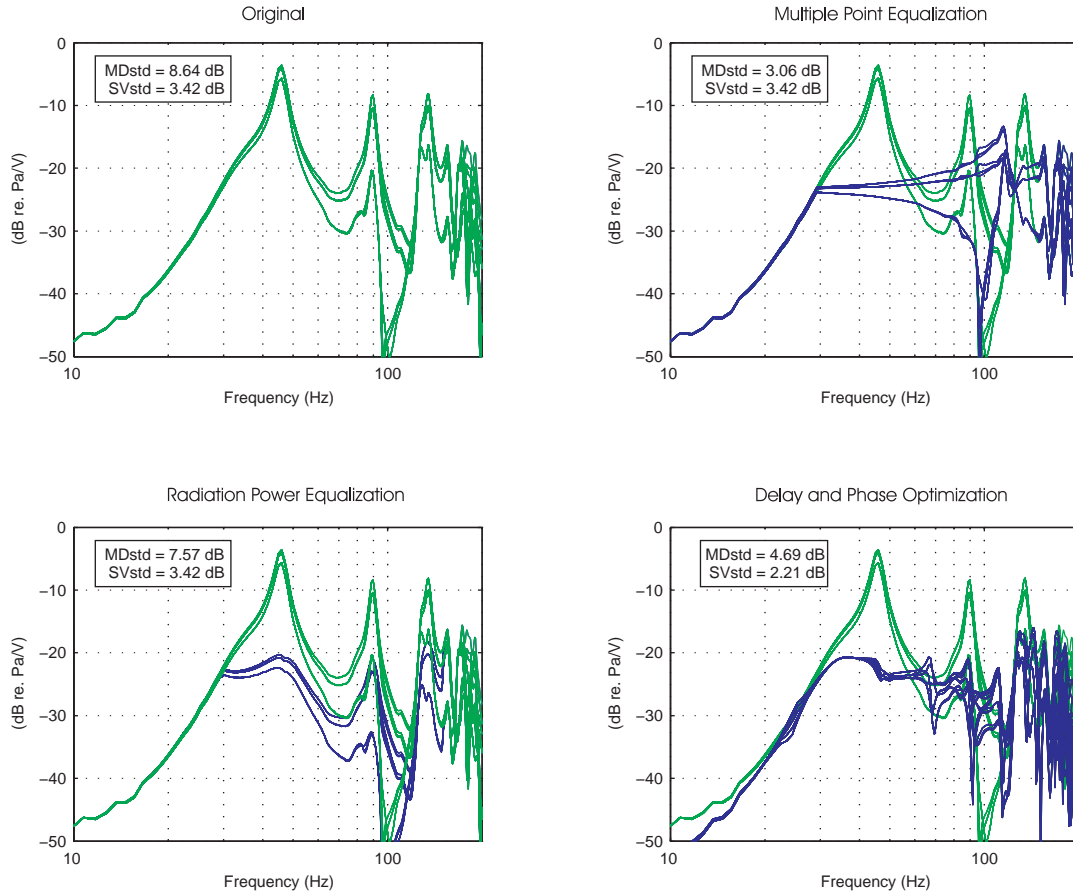 Original
MDstd = 8.64 dB
SVstd = 3.42 dB
0
−10
−20
−30
−40
−50
(dB re. Pa/V)
10
100
Frequency (Hz)
Multiple Point Equalization
MDstd = 3.06 dB
SVstd = 3.42 dB
0
−10
−20
−30
−40
−50
(dB re. Pa/V)
10
100
Frequency (Hz)
Radiation Power Equalization
MDstd = 7.57 dB
SVstd = 3.42 dB
0
−10
−20
−30
−40
−50
(dB re. Pa/V)
10
100
Frequency (Hz)
Delay and Phase Optimization
MDstd = 4.69 dB
SVstd = 2.21 dB
0
−10
−20
−30
−40
−50
(dB re. Pa/V)
10
100
Frequency (Hz)